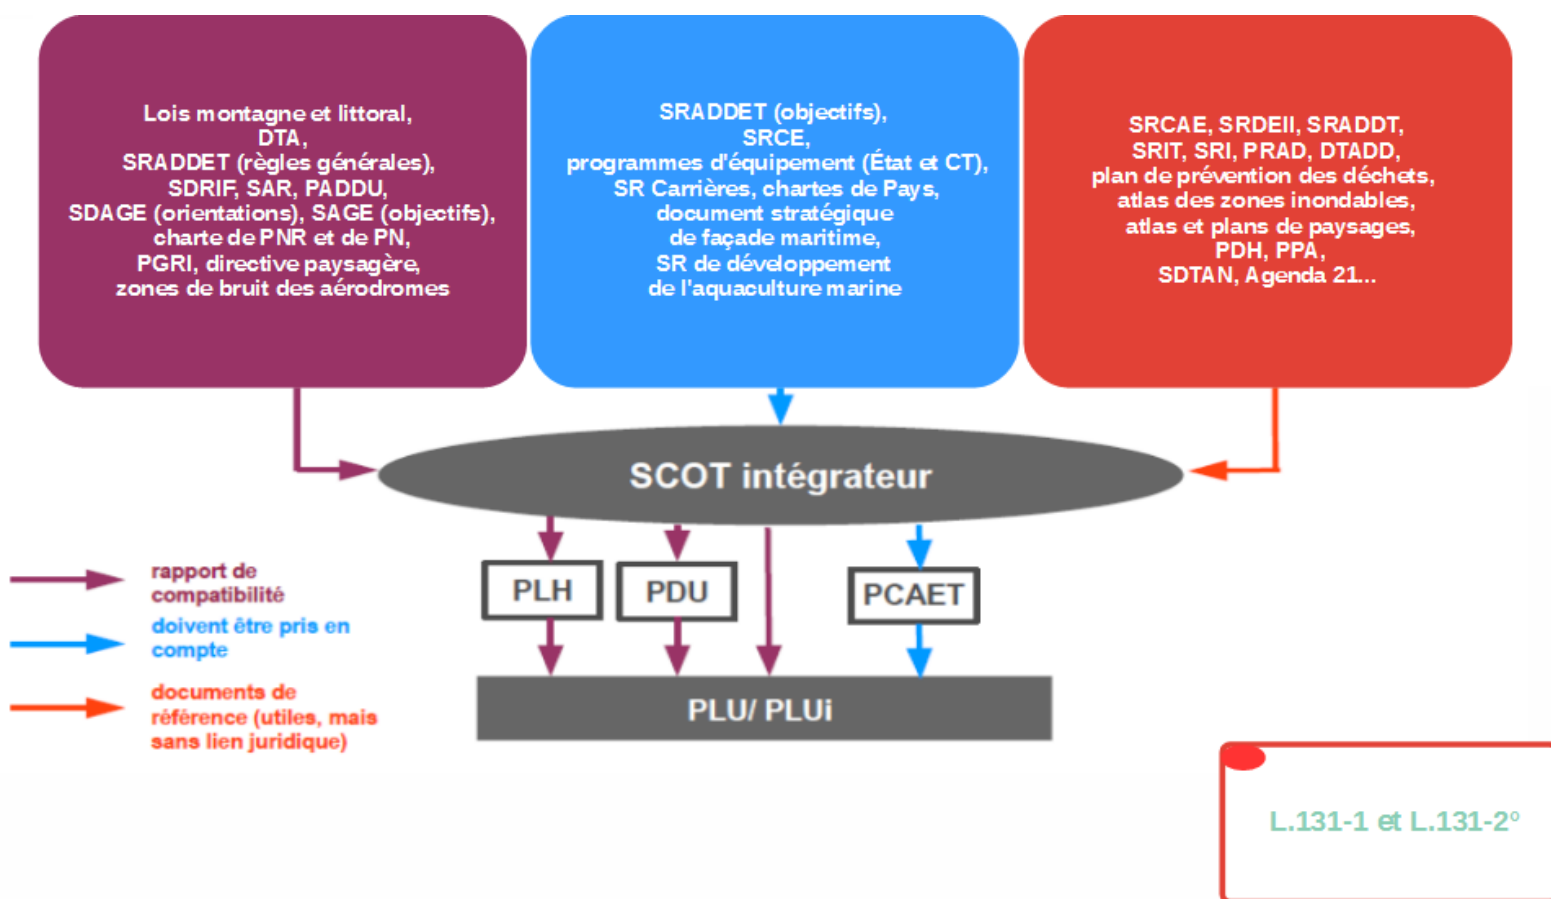 Lois montagne et littoral,
DTA,
SRADDET (règles générales),
SDRIF, SAR, PADDU,
SDAGE (orientations), SAGE (objectifs),
charte de PNR et de PN,
PGRI, directive paysagère,
zones de bruit des aérodromes
SRADDET (objectifs),
SRCE,
programmes d'équipement (État et CT),
SR Carrières, chartes de Pays,
document stratégique
de façade maritime,
SR de développement
de l'aquaculture marine
SRCAE, SRDEII, SRADDT,
SRIT, SRI, PRAD, DTADD,
plan de prévention des déchets,
atlas des zones inondables,
atlas et plans de paysages,
PDH, PPA,
SDTAN, Agenda 21...
SCOT intégrateur
PLH
PDU
PCAET
PLU/ PLUi
rapport de
compatibilité
doivent être pris en
compte
documents de
référence (utiles, mais
sans lien juridique)
L.131-1 et L.131-2°